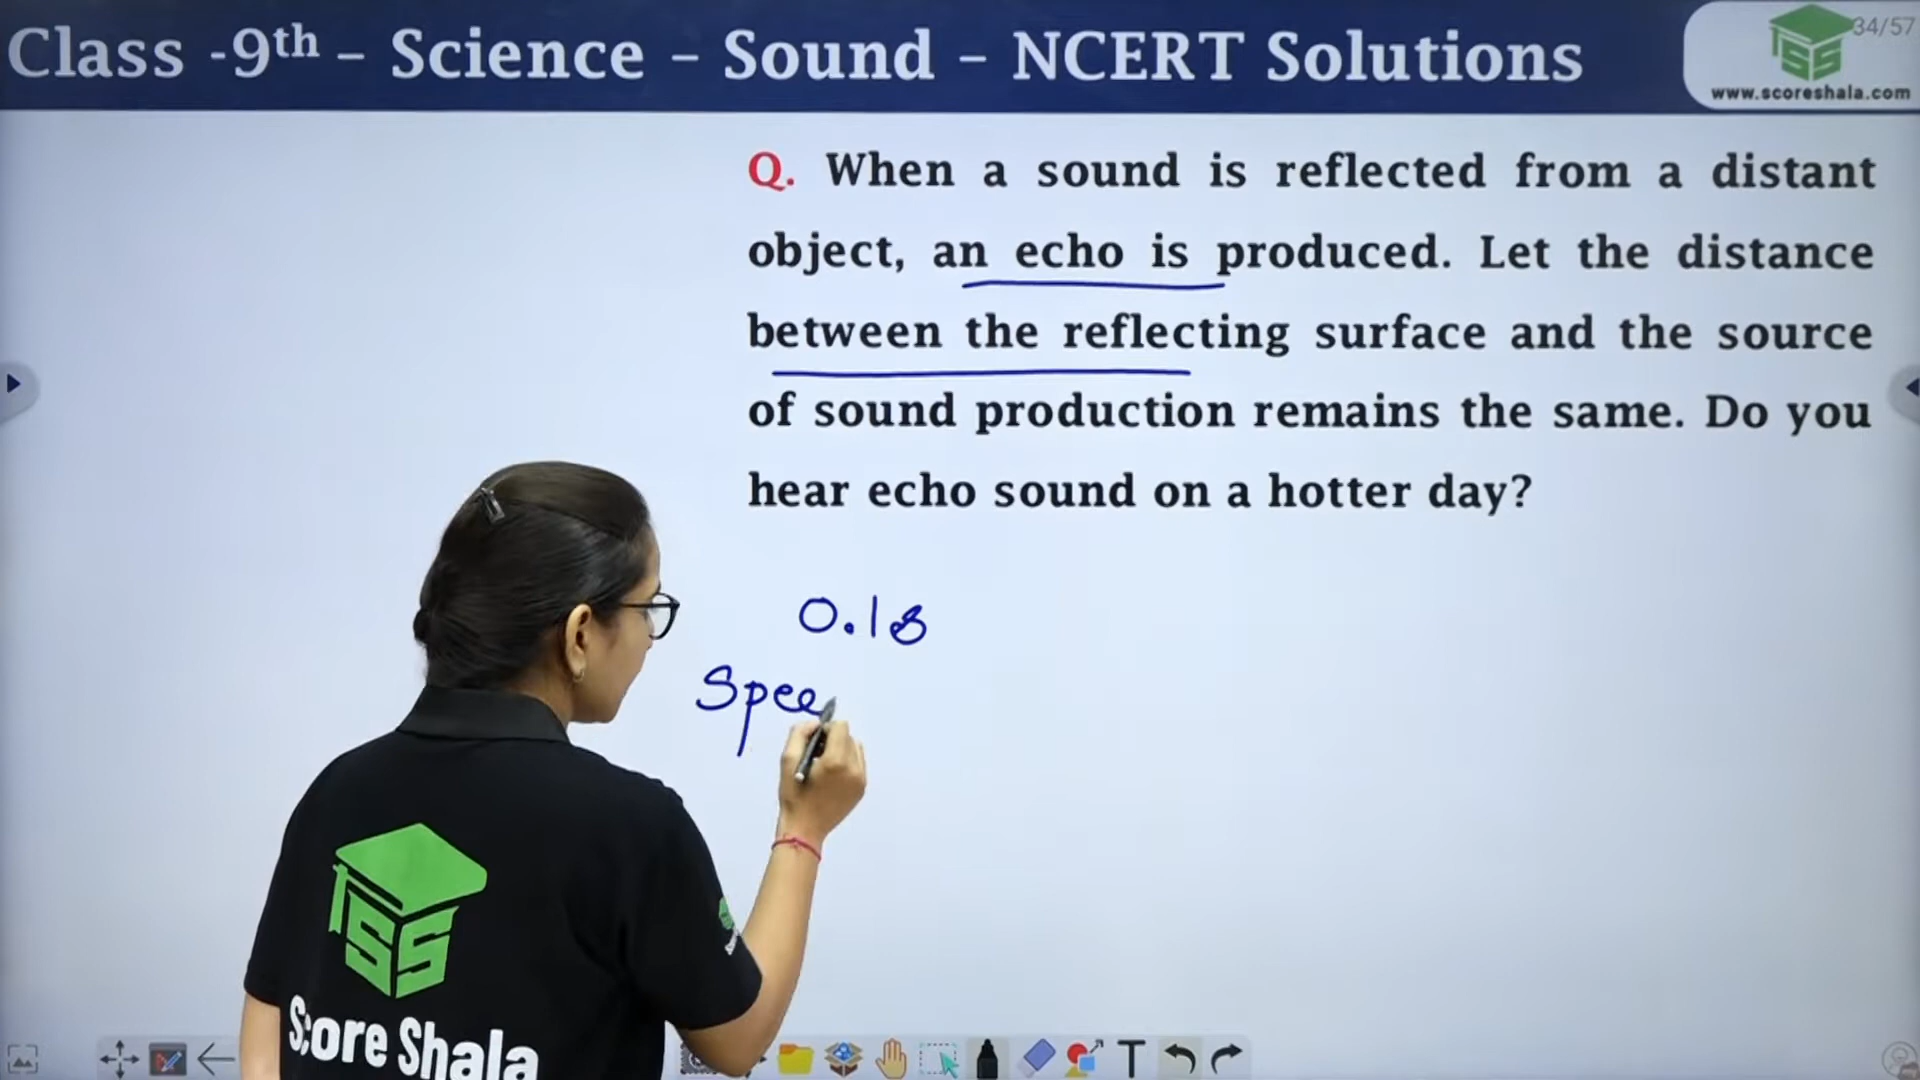 Class -9th – Science – Sound – NCERT Solutions
34/57
www.scoreshala.com
Q. When a sound is reflected from a distant
object, an echo is produced. Let the distance
between the reflecting surface and the source
of sound production remains the same. Do you
hear echo sound on a hotter day?
0.1s
Spee
SS
Score Shala
T